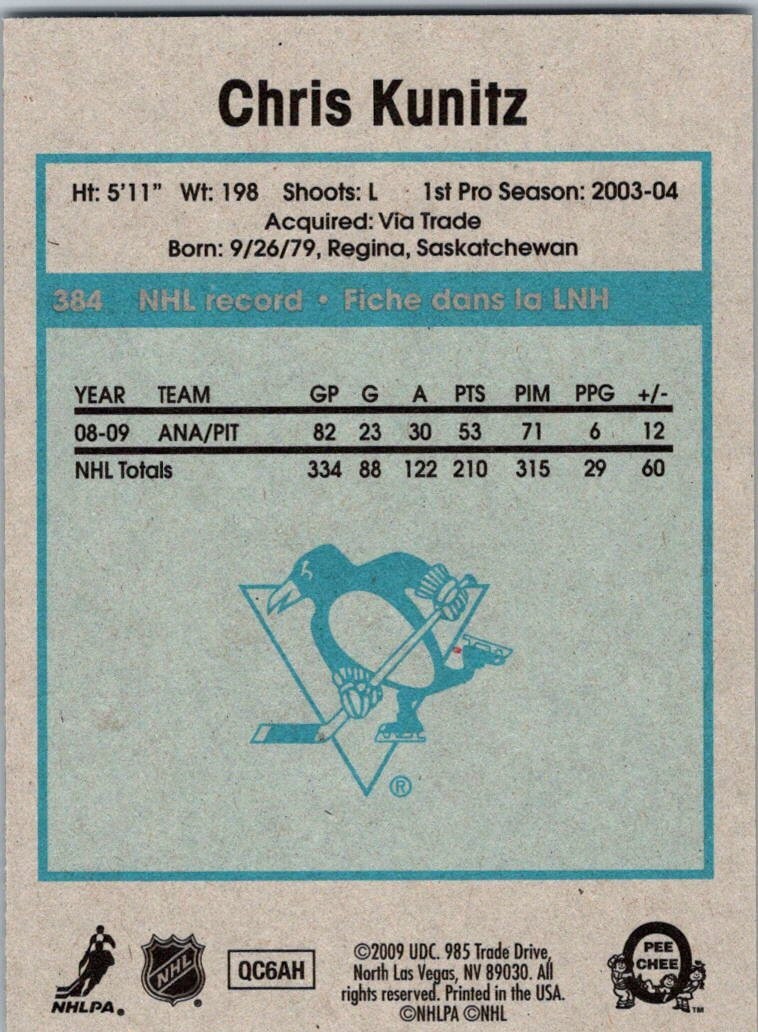 Chris Kunitz
Ht: 5'11" Wt: 198 Shoots: L 1st Pro Season: 2003-04
Acquired: Via Trade
Born: 9/26/79, Regina, Saskatchewan
384 NHL record • Fiche dans la LNH
YEAR TEAM GP G A PTS PIM PPG +/-
08-09 ANA/PIT 82 23 30 53 71 6 12
NHL Totals 334 88 122 210 315 29 60
®
NHLPA®
NHL®
QC6AH
©2009 UDC. 985 Trade Drive,
North Las Vegas, NV 89030. All
rights reserved. Printed in the USA.
©NHLPA ©NHL
PEE
CHEE
™